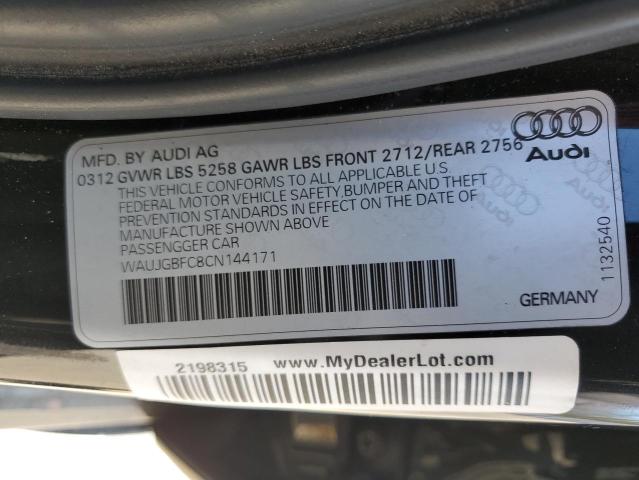 MFD. BY AUDI AG
0312 GVWR LBS 5258 GAWR LBS FRONT 2712/REAR 2756
THIS VEHICLE CONFORMS TO ALL APPLICABLE U.S.
FEDERAL MOTOR VEHICLE SAFETY,BUMPER AND THEFT
PREVENTION STANDARDS IN EFFECT ON THE DATE OF
MANUFACTURE SHOWN ABOVE
PASSENGGER CAR
WAUJGBFC8CN144171
Audi
1132540
GERMANY
2198315 www.MyDealerLot.com